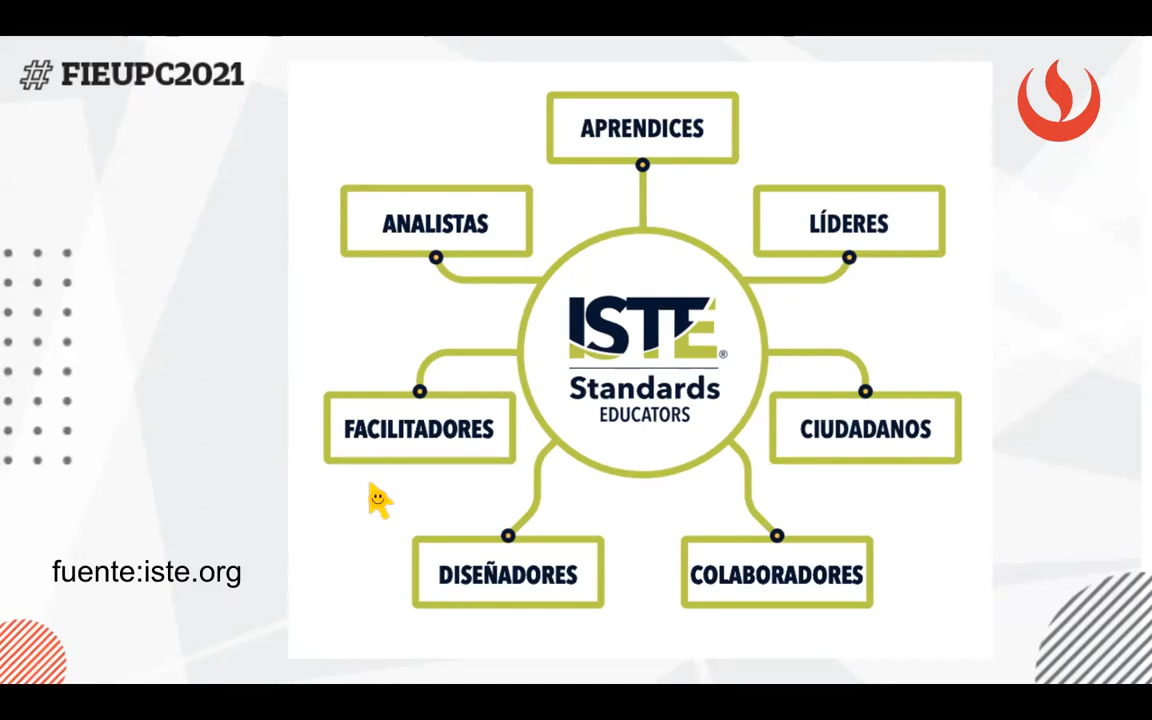 # FIEUPC2021
APRENDICES
ANALISTAS
LÍDERES
ISTE®
Standards
EDUCATORS
FACILITADORES
CIUDADANOS
DISEÑADORES
COLABORADORES
fuente:iste.org